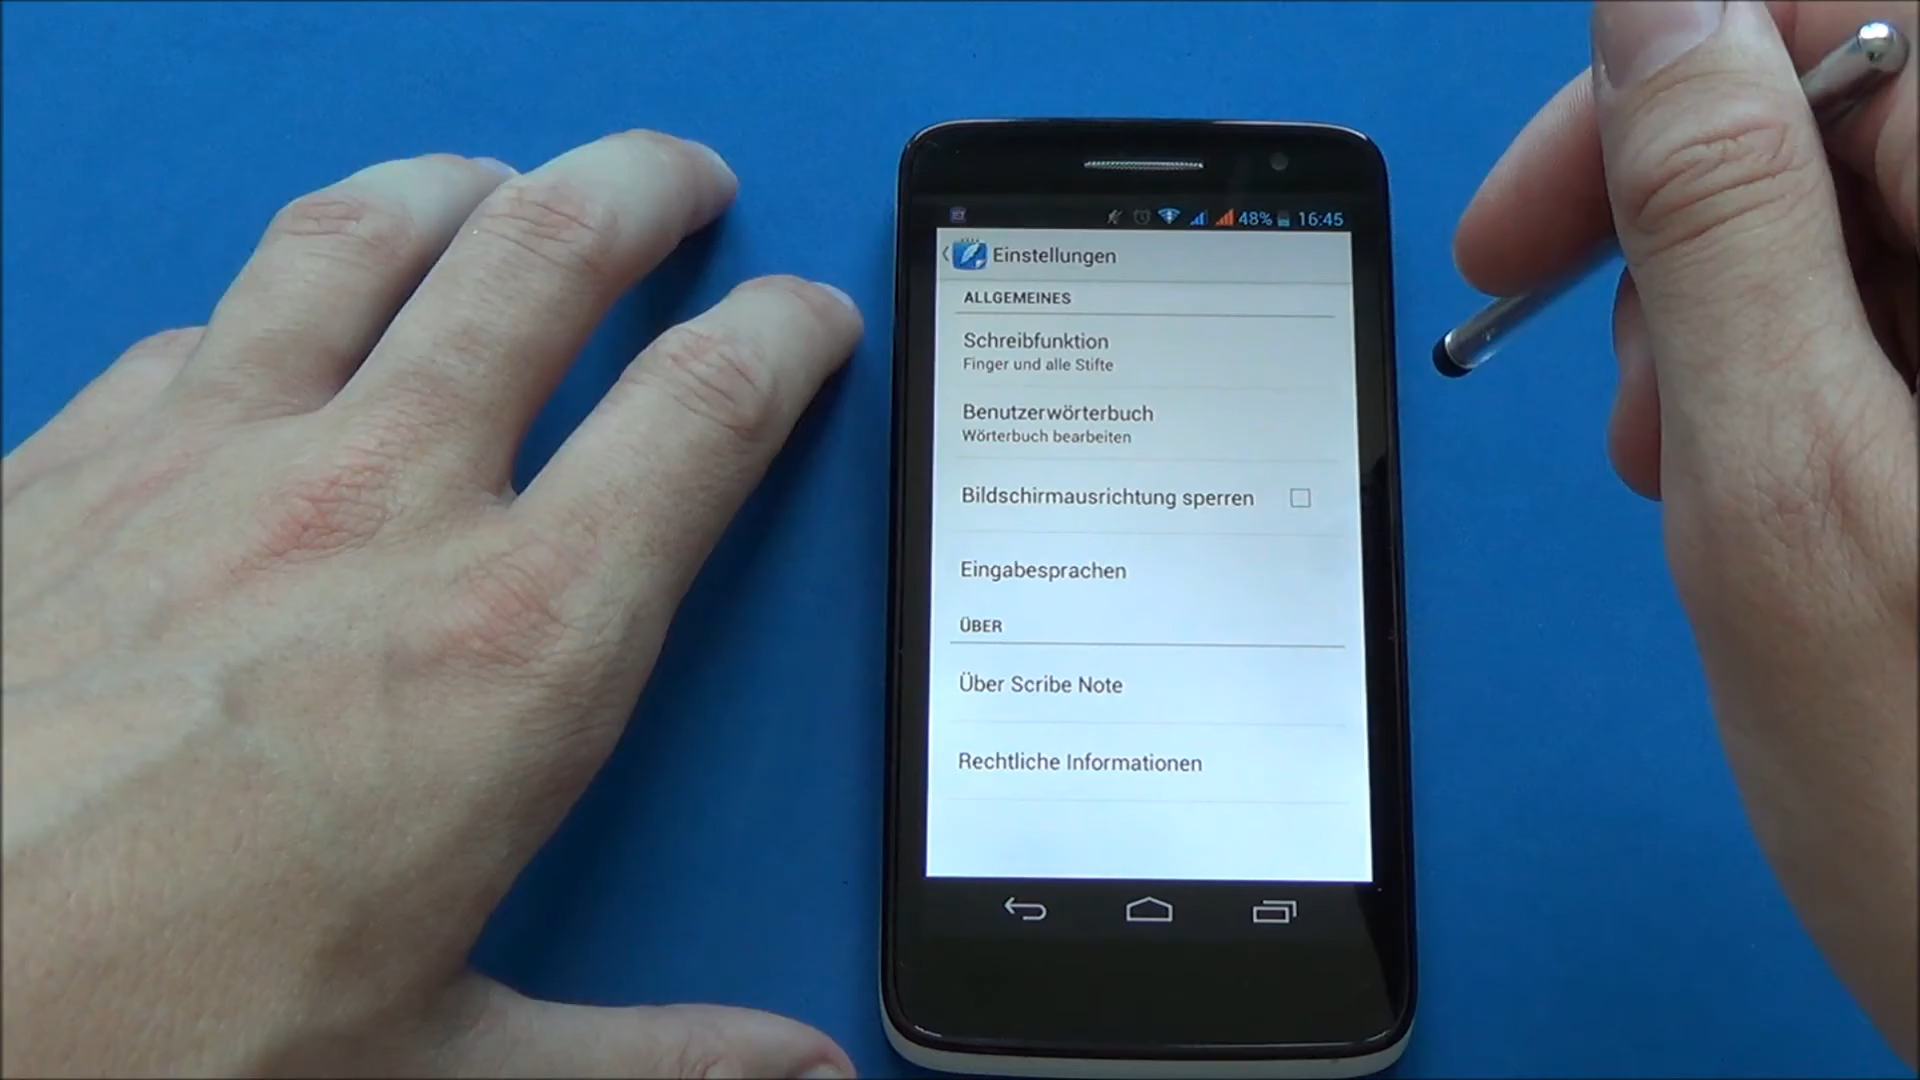 48% 16:45
Einstellungen
ALLGEMEINES
Schreibfunktion
Finger und alle Stifte
Benutzerwörterbuch
Wörterbuch bearbeiten
Bildschirmausrichtung sperren
Eingabesprachen
ÜBER
Über Scribe Note
Rechtliche Informationen